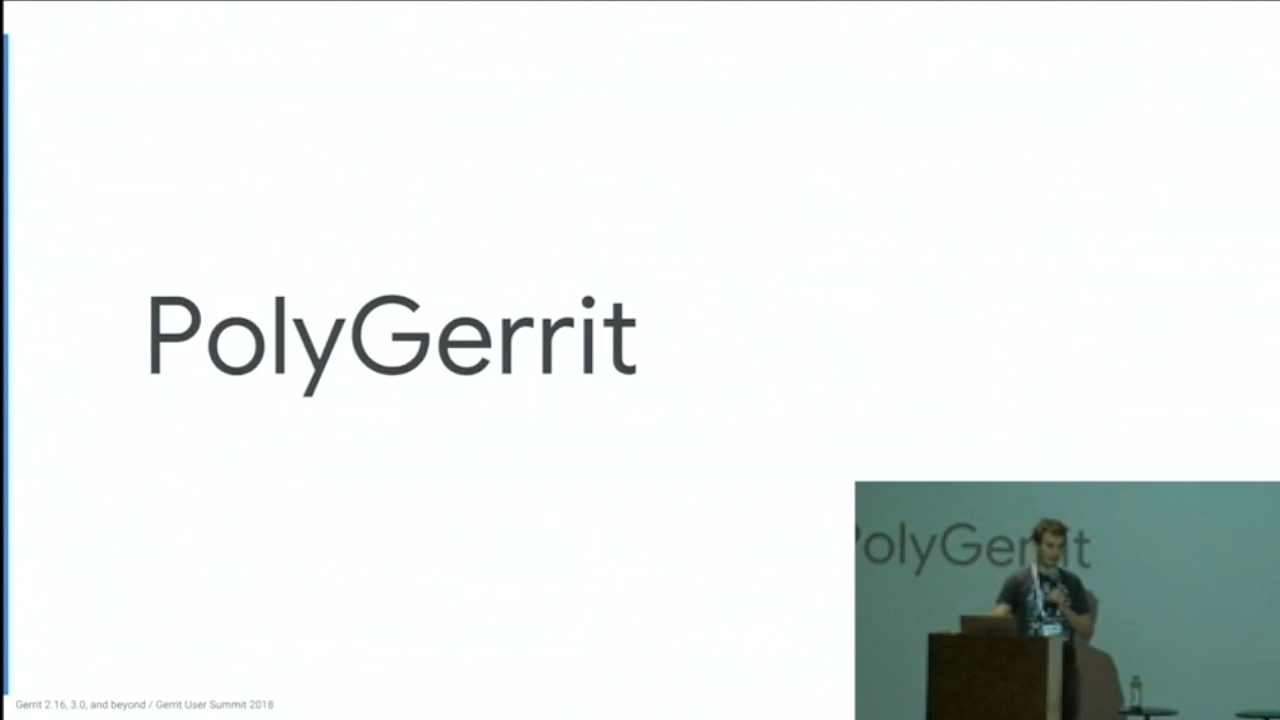 PolyGerrit
PolyGerrit
Gerrit 2.16, 3.0, and beyond / Gerrit User Summit 2018